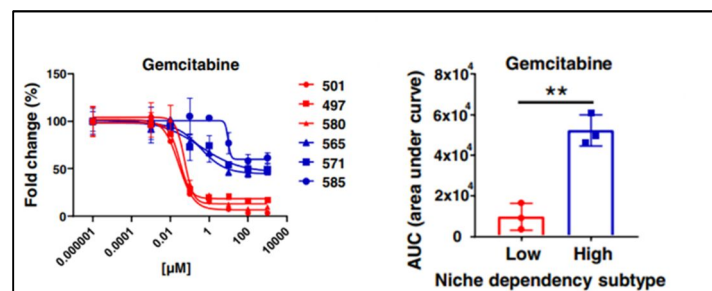 Gemcitabine
Fold change (%)
150
100
50
0
0.000001
0.0001
0.01
1
100
10000
[µM]
501
497
580
565
571
585
Gemcitabine
**
AUC (area under curve)
8x10⁴
6x10⁴
4x10⁴
2x10⁴
0
Low
High
Niche dependency subtype